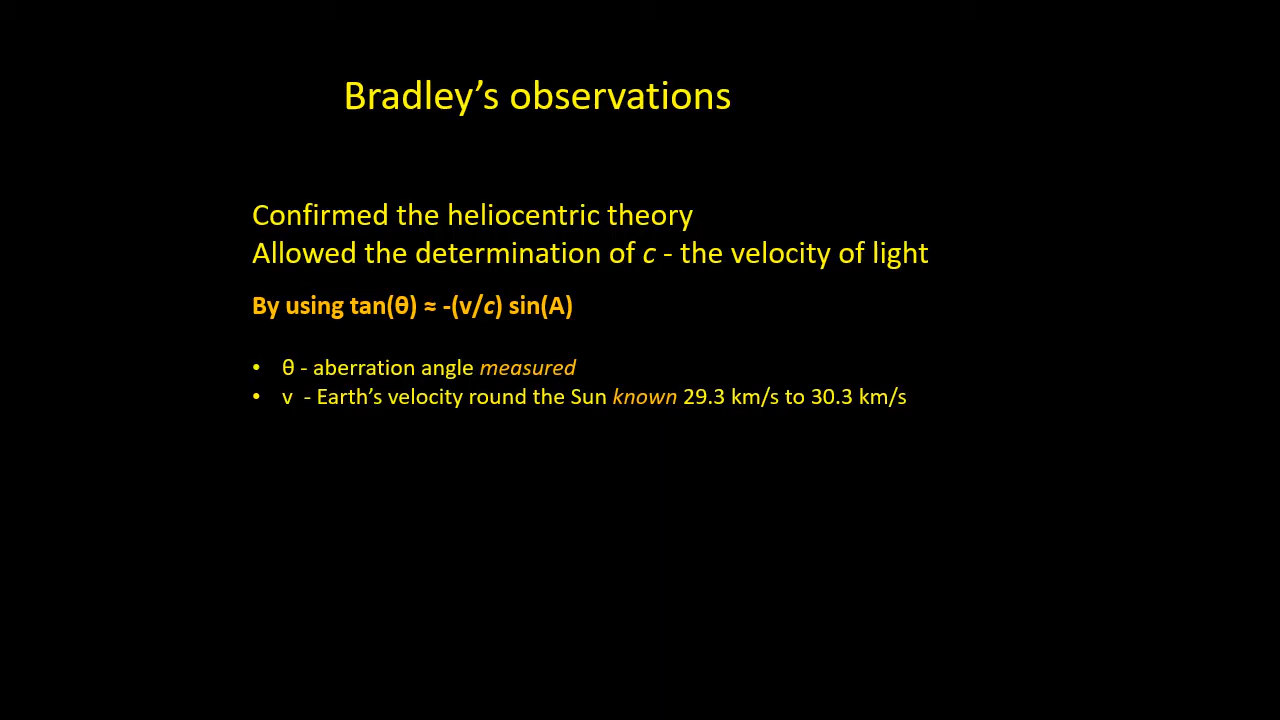 Bradley’s observations
Confirmed the heliocentric theory
Allowed the determination of c - the velocity of light
By using tan(θ) ≈ -(v/c) sin(A)
• θ - aberration angle measured
• v - Earth’s velocity round the Sun known 29.3 km/s to 30.3 km/s